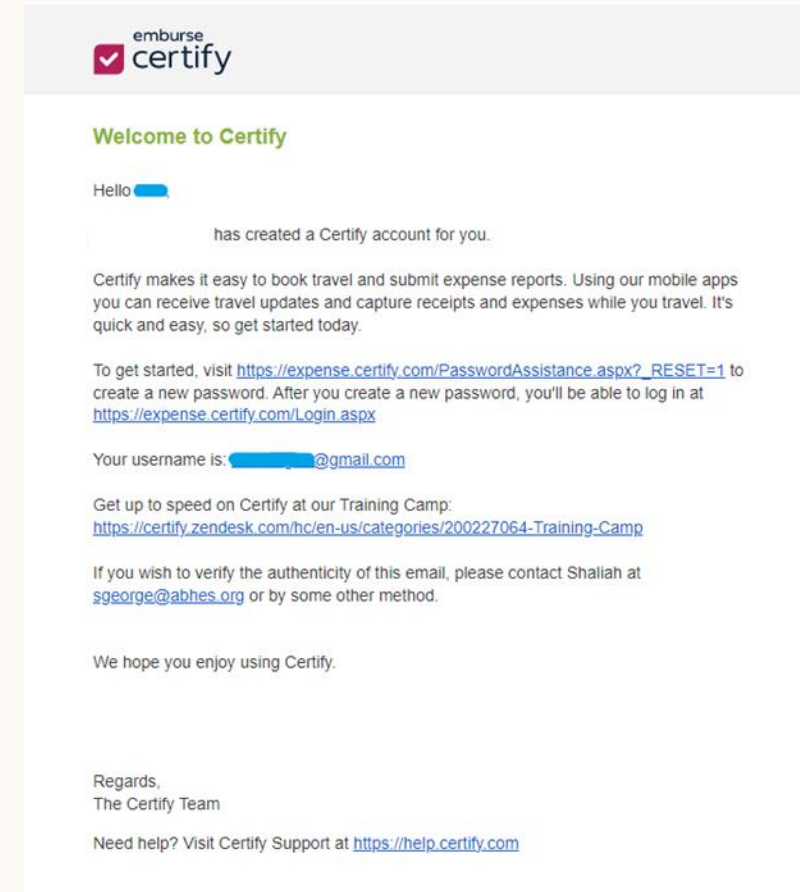 emburse
certify
Welcome to Certify
Hello
has created a Certify account for you.
Certify makes it easy to book travel and submit expense reports. Using our mobile apps
you can receive travel updates and capture receipts and expenses while you travel. It's
quick and easy, so get started today.
To get started, visit https://expense.certify.com/PasswordAssistance.aspx?_RESET=1 to
create a new password. After you create a new password, you'll be able to log in at
https://expense.certify.com/Login.aspx
Your username is: @gmail.com
Get up to speed on Certify at our Training Camp:
https://certify.zendesk.com/hc/en-us/categories/200227064-Training-Camp
If you wish to verify the authenticity of this email, please contact Shaliah at
sgeorge@abhes.org or by some other method.
We hope you enjoy using Certify.
Regards,
The Certify Team
Need help? Visit Certify Support at https://help.certify.com